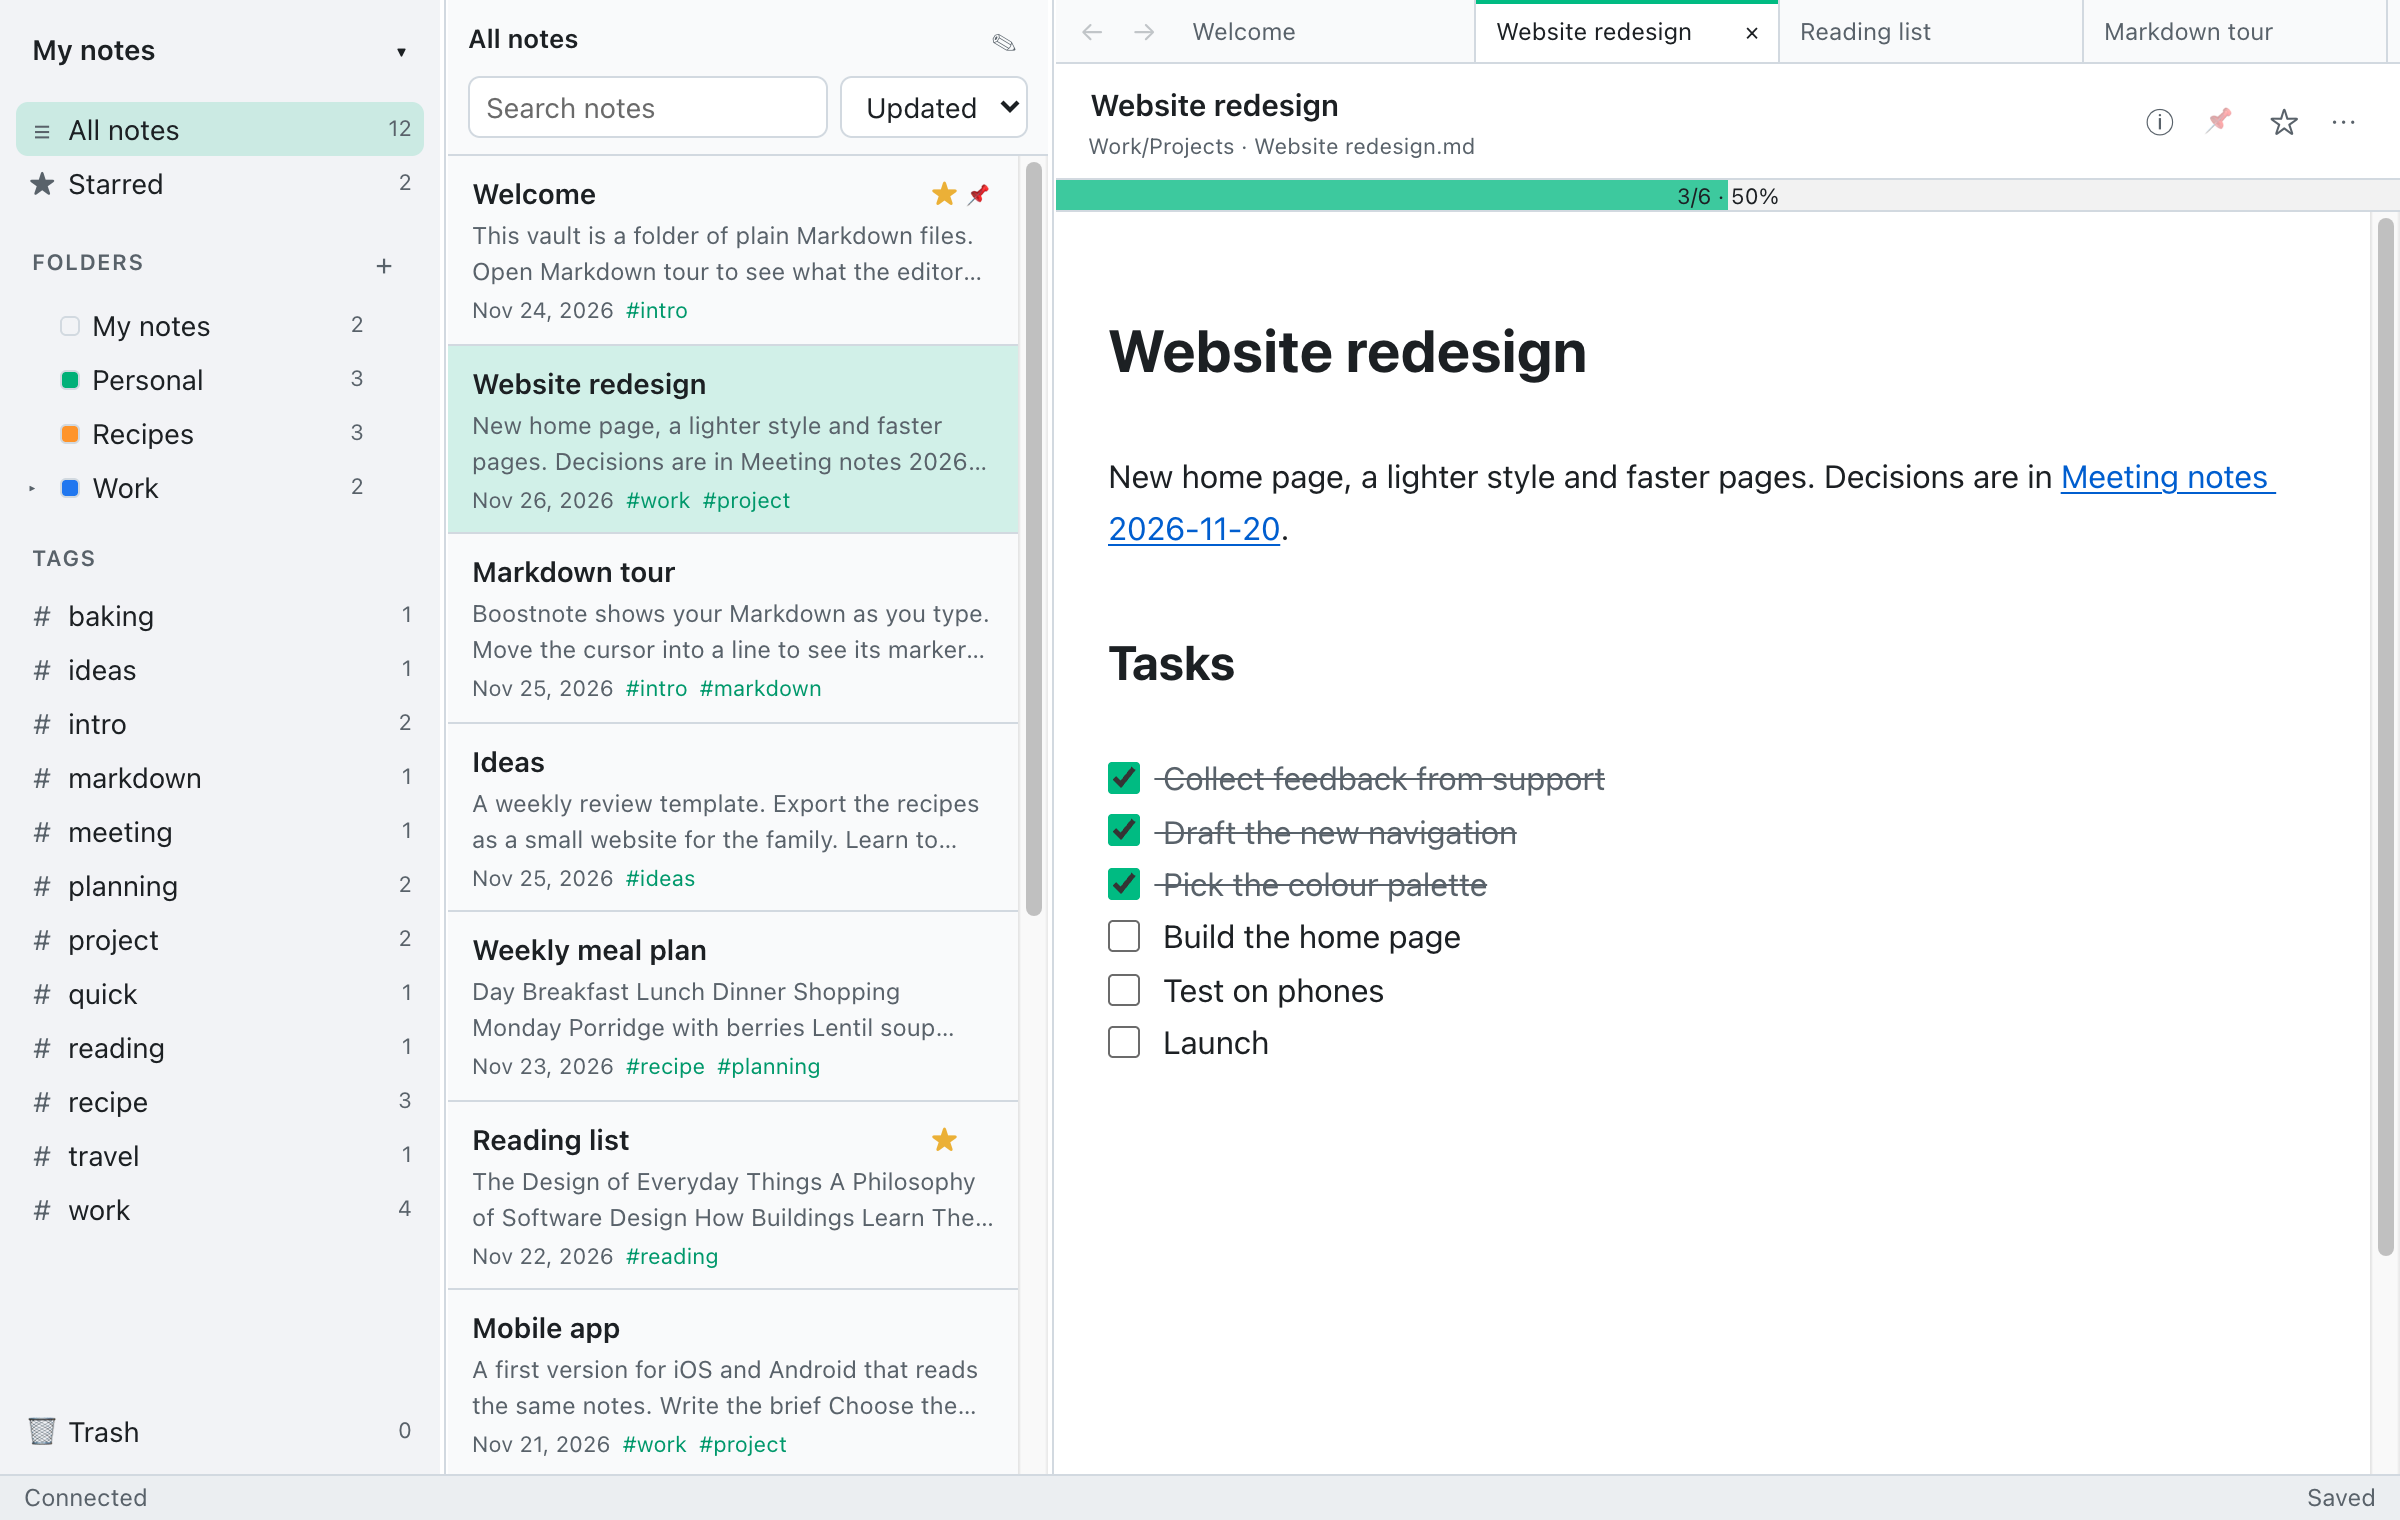 My notes
All notes 12
Starred 2
FOLDERS
My notes 2
Personal 3
Recipes 3
Work 2
TAGS
# baking 1
# ideas 1
# intro 2
# markdown 1
# meeting 1
# planning 2
# project 2
# quick 1
# reading 1
# recipe 3
# travel 1
# work 4
Trash 0
Connected
All notes
Search notes
Updated
Welcome
This vault is a folder of plain Markdown files.
Open Markdown tour to see what the editor...
Nov 24, 2026 #intro
Website redesign
New home page, a lighter style and faster
pages. Decisions are in Meeting notes 2026...
Nov 26, 2026 #work #project
Markdown tour
Boostnote shows your Markdown as you type.
Move the cursor into a line to see its marker...
Nov 25, 2026 #intro #markdown
Ideas
A weekly review template. Export the recipes
as a small website for the family. Learn to...
Nov 25, 2026 #ideas
Weekly meal plan
Day Breakfast Lunch Dinner Shopping
Monday Porridge with berries Lentil soup...
Nov 23, 2026 #recipe #planning
Reading list
The Design of Everyday Things A Philosophy
of Software Design How Buildings Learn The...
Nov 22, 2026 #reading
Mobile app
A first version for iOS and Android that reads
the same notes. Write the brief Choose the...
Nov 21, 2026 #work #project
Welcome
Website redesign ×
Reading list
Markdown tour
Website redesign
Work/Projects · Website redesign.md
3/6 · 50%
Website redesign
New home page, a lighter style and faster pages. Decisions are in Meeting notes
2026-11-20.
Tasks
Collect feedback from support
Draft the new navigation
Pick the colour palette
Build the home page
Test on phones
Launch
Saved